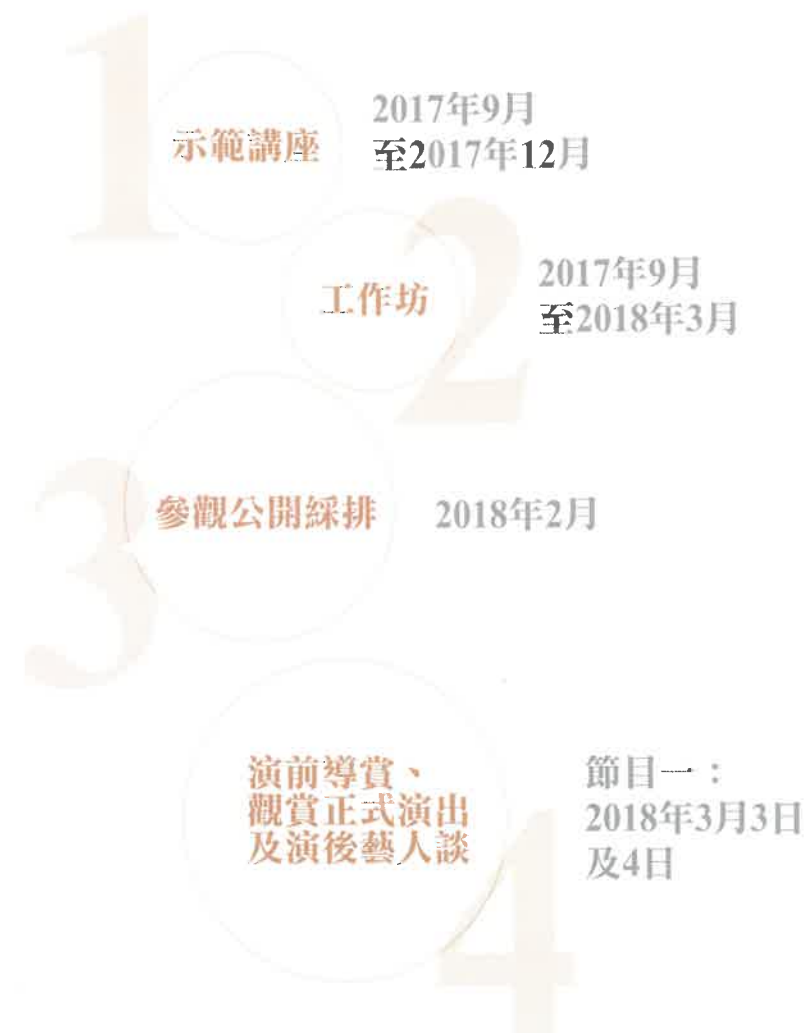 1
示範講座
2017年9月
至2017年12月
2
工作坊
2017年9月
至2018年3月
3
參觀公開綵排
2018年2月
4
演前導賞、
觀賞正式演出
及演後藝人談
節目一：
2018年3月3日
及4日